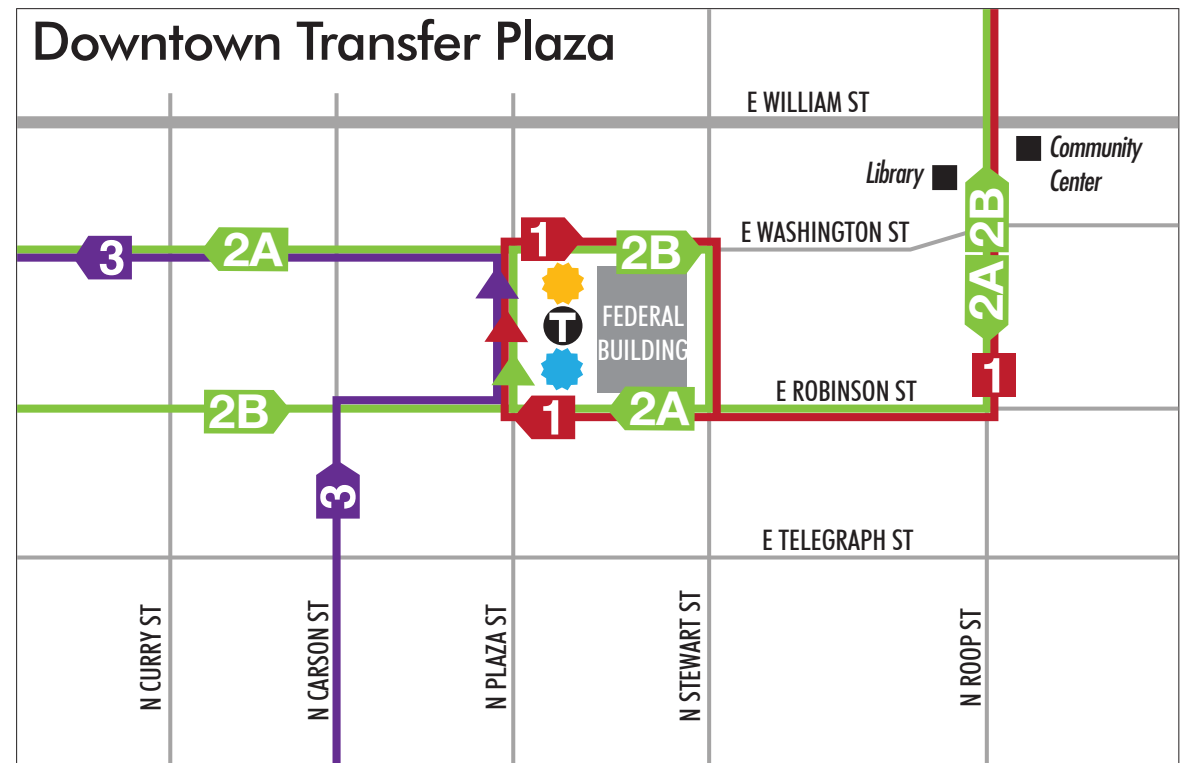 Downtown Transfer Plaza
E WILLIAM ST
Library
Community
Center
E WASHINGTON ST
3
2A
1
2B
2A 2B
T
FEDERAL
BUILDING
1
E ROBINSON ST
2B
1
2A
3
E TELEGRAPH ST
N CURRY ST
N CARSON ST
N PLAZA ST
N STEWART ST
N ROOP ST